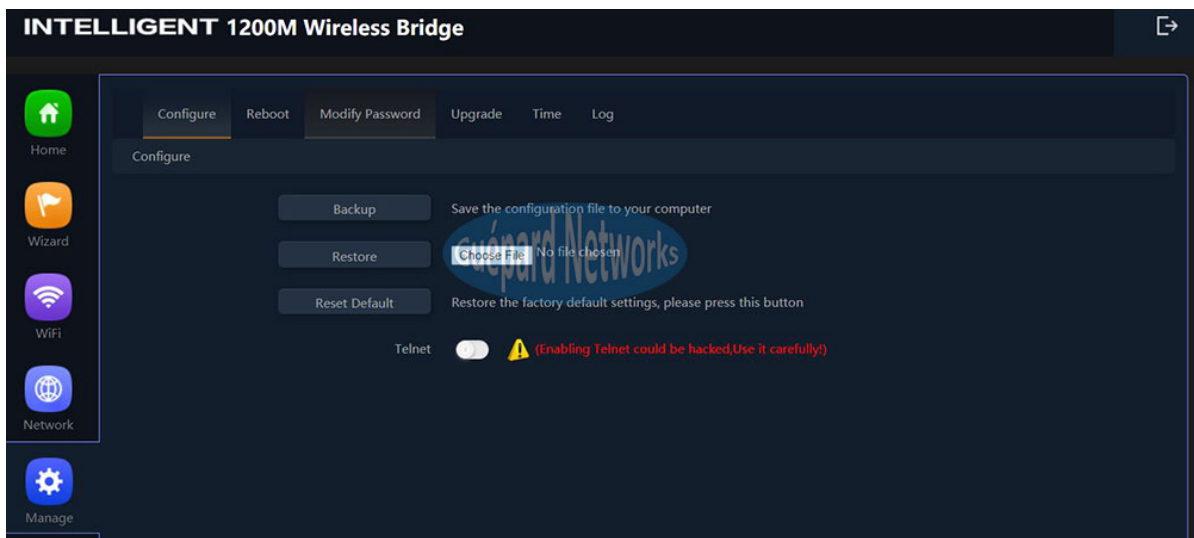 INTELLIGENT 1200M Wireless Bridge
Home
Wizard
WiFi
Network
Manage
Configure Reboot Modify Password Upgrade Time Log
Configure
Backup Save the configuration file to your computer
Restore Choose File No file chosen
Guépard Networks
Reset Default Restore the factory default settings, please press this button
Telnet (Enabling Telnet could be hacked,Use it carefully!)